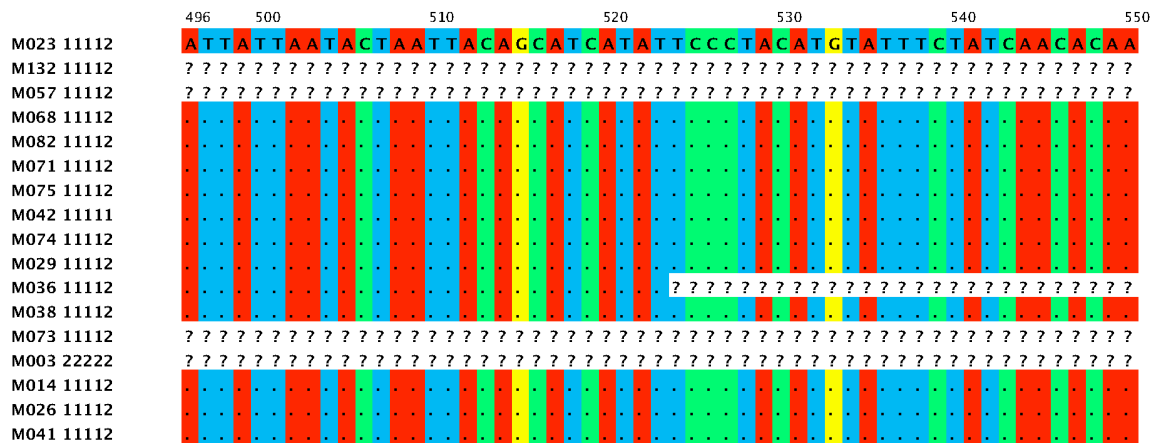 496 500 510 520 530 540 550
M023 11112 A T T A T T A A T A C T A A T T A C A G C A T C A T A T T C C C T A C A T G T A T T T C T A T C A A C A C A A
M132 11112 ? ? ? ? ? ? ? ? ? ? ? ? ? ? ? ? ? ? ? ? ? ? ? ? ? ? ? ? ? ? ? ? ? ? ? ? ? ? ? ? ? ? ? ? ? ? ? ? ? ? ? ? ? ? ?
M057 11112 ? ? ? ? ? ? ? ? ? ? ? ? ? ? ? ? ? ? ? ? ? ? ? ? ? ? ? ? ? ? ? ? ? ? ? ? ? ? ? ? ? ? ? ? ? ? ? ? ? ? ? ? ? ? ?
M068 11112 . . . . . . . . . . . . . . . . . . . . . . . . . . . . . . . . . . . . . . . . . . . . . . . . . . . . . . .
M082 11112 . . . . . . . . . . . . . . . . . . . . . . . . . . . . . . . . . . . . . . . . . . . . . . . . . . . . . . .
M071 11112 . . . . . . . . . . . . . . . . . . . . . . . . . . . . . . . . . . . . . . . . . . . . . . . . . . . . . . .
M075 11112 . . . . . . . . . . . . . . . . . . . . . . . . . . . . . . . . . . . . . . . . . . . . . . . . . . . . . . .
M042 11111 . . . . . . . . . . . . . . . . . . . . . . . . . . . . . . . . . . . . . . . . . . . . . . . . . . . . . . .
M074 11112 . . . . . . . . . . . . . . . . . . . . . . . . . . . . . . . . . . . . . . . . . . . . . . . . . . . . . . .
M029 11112 . . . . . . . . . . . . . . . . . . . . . . . . . . . . . . . . . . . . . . . . . . . . . . . . . . . . . . .
M036 11112 . . . . . . . . . . . . . . . . . . . . . . . . . . . . ? ? ? ? ? ? ? ? ? ? ? ? ? ? ? ? ? ? ? ? ? ? ? ? ? ? ?
M038 11112 . . . . . . . . . . . . . . . . . . . . . . . . . . . . . . . . . . . . . . . . . . . . . . . . . . . . . . .
M073 11112 ? ? ? ? ? ? ? ? ? ? ? ? ? ? ? ? ? ? ? ? ? ? ? ? ? ? ? ? ? ? ? ? ? ? ? ? ? ? ? ? ? ? ? ? ? ? ? ? ? ? ? ? ? ? ?
M003 22222 ? ? ? ? ? ? ? ? ? ? ? ? ? ? ? ? ? ? ? ? ? ? ? ? ? ? ? ? ? ? ? ? ? ? ? ? ? ? ? ? ? ? ? ? ? ? ? ? ? ? ? ? ? ? ?
M014 11112 . . . . . . . . . . . . . . . . . . . . . . . . . . . . . . . . . . . . . . . . . . . . . . . . . . . . . . .
M026 11112 . . . . . . . . . . . . . . . . . . . . . . . . . . . . . . . . . . . . . . . . . . . . . . . . . . . . . . .
M041 11112 . . . . . . . . . . . . . . . . . . . . . . . . . . . . . . . . . . . . . . . . . . . . . . . . . . . . . . .